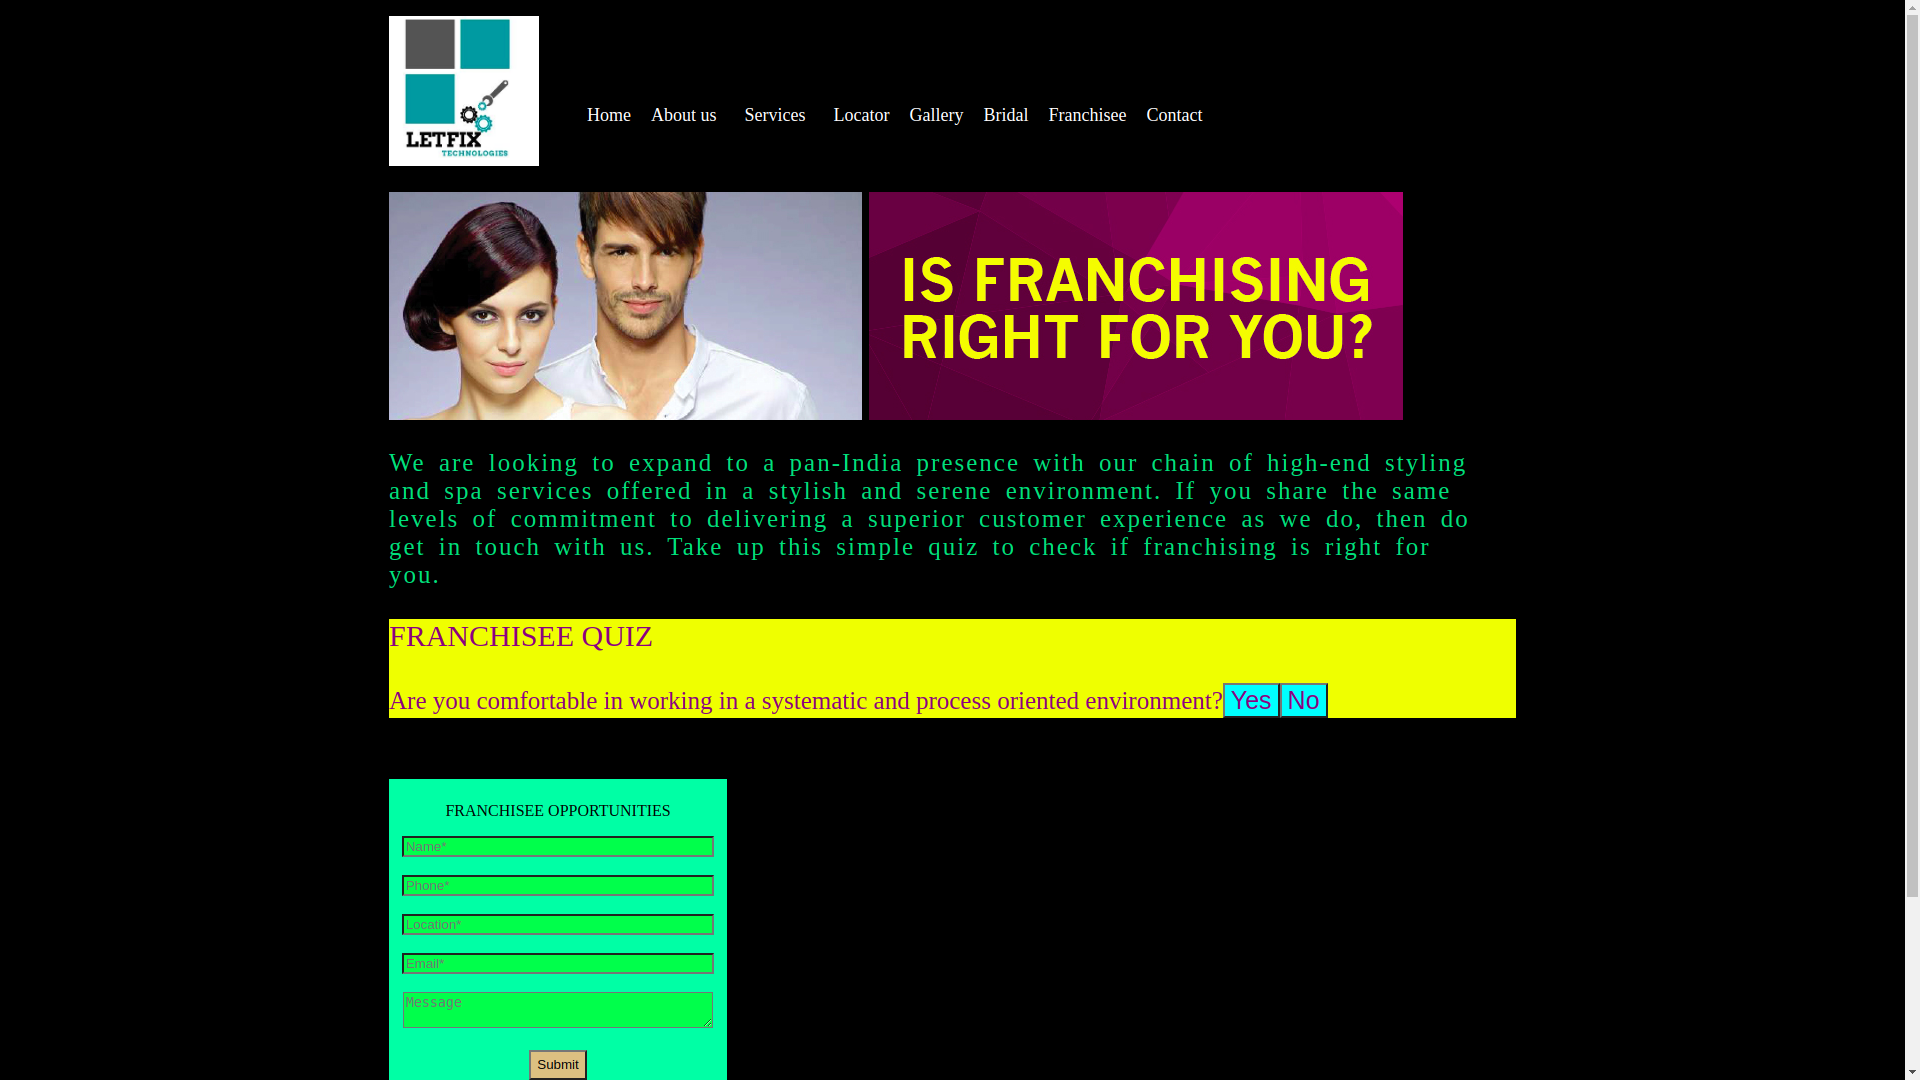 LETFIX
TECHNOLOGIES
Home About us Services Locator Gallery Bridal Franchisee Contact
IS FRANCHISING
RIGHT FOR YOU?
We are looking to expand to a pan-India presence with our chain of high-end styling
and spa services offered in a stylish and serene environment. If you share the same
levels of commitment to delivering a superior customer experience as we do, then do
get in touch with us. Take up this simple quiz to check if franchising is right for
you.
FRANCHISEE QUIZ
Are you comfortable in working in a systematic and process oriented environment? Yes No
FRANCHISEE OPPORTUNITIES
Name*
Phone*
Location*
Email*
Message
Submit